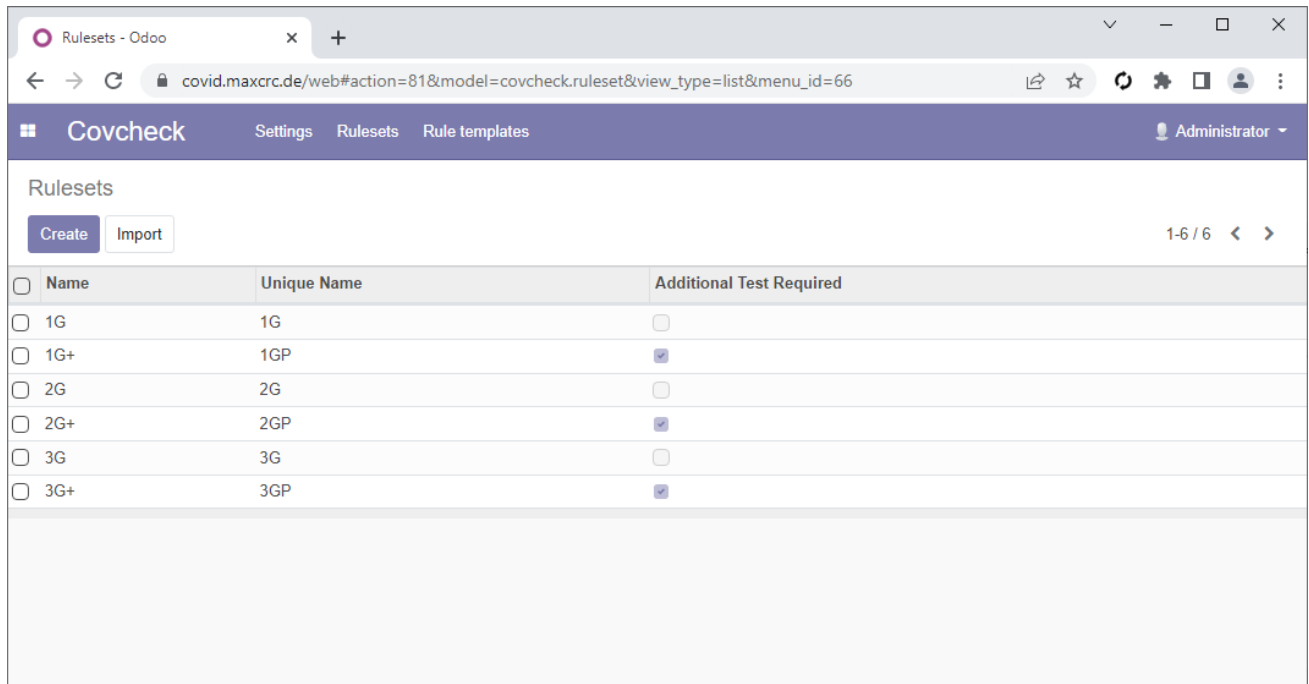 Rulesets - Odoo
covid.maxcrc.de/web#action=81&model=covcheck.ruleset&view_type=list&menu_id=66
Covcheck Settings Rulesets Rule templates Administrator
Rulesets
Create Import 1-6 / 6
Name Unique Name Additional Test Required
1G 1G
1G+ 1GP
2G 2G
2G+ 2GP
3G 3G
3G+ 3GP